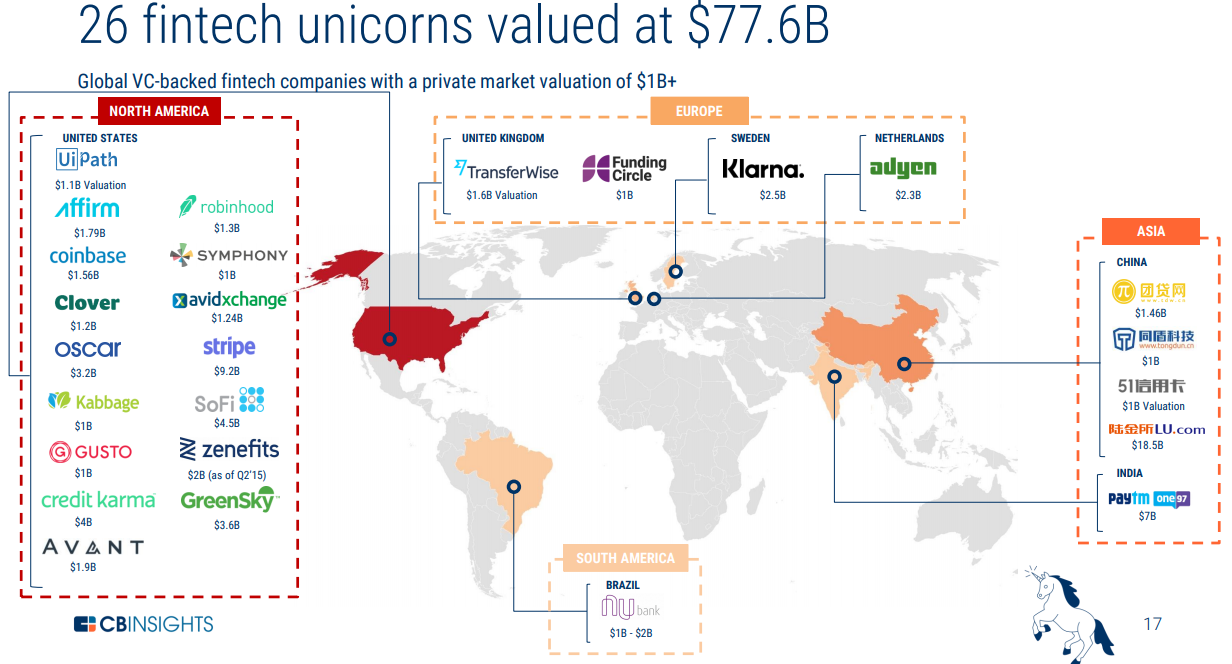 26 fintech unicorns valued at $77.6B
Global VC-backed fintech companies with a private market valuation of $1B+
NORTH AMERICA
UNITED STATES
UiPath
$1.1B Valuation
affirm
$1.79B
robinhood
$1.3B
coinbase
$1.56B
SYMPHONY
$1B
Clover
$1.2B
avidxchange
$1.24B
oscar
$3.2B
stripe
$9.2B
Kabbage
$1B
SoFi
$4.5B
GUSTO
$1B
zenefits
$2B (as of Q2'15)
credit karma
$4B
GreenSky™
$3.6B
AVANT
$1.9B
EUROPE
UNITED KINGDOM
TransferWise
$1.6B Valuation
Funding
Circle
$1B
SWEDEN
Klarna.
$2.5B
NETHERLANDS
adyen
$2.3B
ASIA
CHINA
团贷网
$1.46B
同盾科技
www.tongdun.cn
$1B
51信用卡
$1B Valuation
陆金所LU.com
$18.5B
INDIA
paytm one97
$7B
SOUTH AMERICA
BRAZIL
nu bank
$1B - $2B
CBINSIGHTS
17